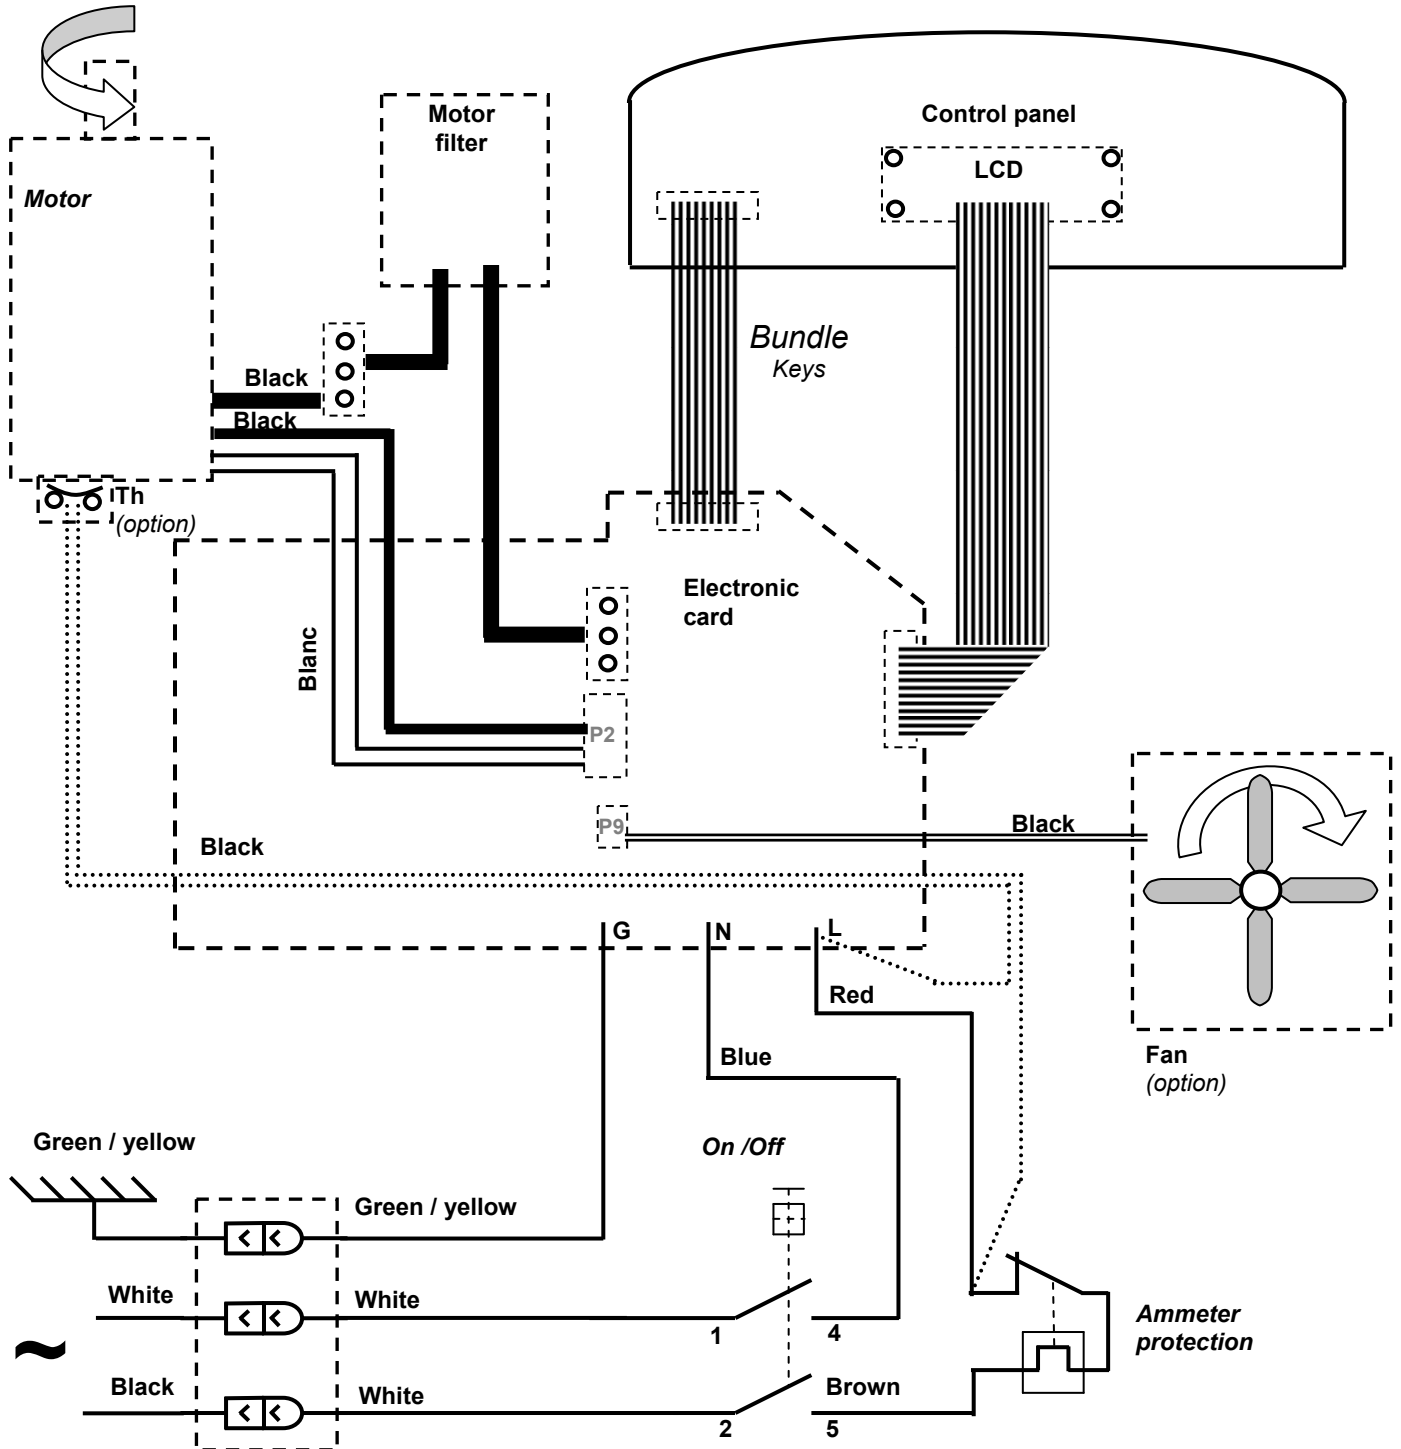 Control panel
Motor
filter
LCD
Motor
Bundle
Keys
Black
Black
Th
(option)
Electronic
card
Blanc
P2
P9
Black
Black
G
N
L
Red
Blue
Fan
(option)
Green / yellow
On /Off
Green / yellow
White
White
1
4
Ammeter
protection
~
Black
White
Brown
2
5